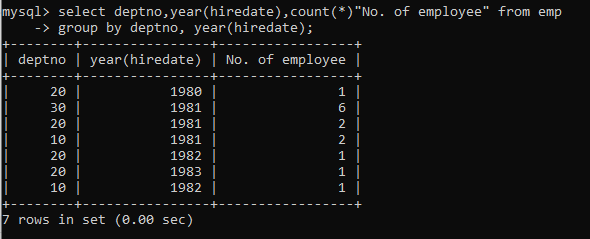 mysql> select deptno,year(hiredate),count(*)"No. of employee" from emp
    -> group by deptno, year(hiredate);
+--------+----------------+-----------------+
| deptno | year(hiredate) | No. of employee |
+--------+----------------+-----------------+
|     20 |           1980 |               1 |
|     30 |           1981 |               6 |
|     20 |           1981 |               2 |
|     10 |           1981 |               2 |
|     20 |           1982 |               1 |
|     20 |           1983 |               1 |
|     10 |           1982 |               1 |
+--------+----------------+-----------------+
7 rows in set (0.00 sec)